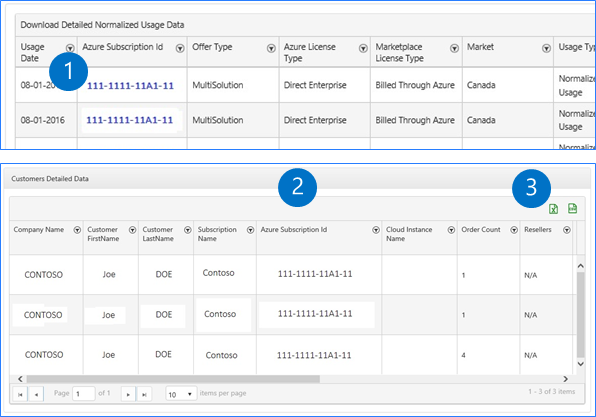 Download Detailed Normalized Usage Data
Usage Date Azure Subscription Id Offer Type Azure License Type Marketplace License Type Market Usage Typ
1
08-01-20 111-1111-11A1-11 MultiSolution Direct Enterprise Billed Through Azure Canada Normalize Usage
08-01-2016 111-1111-11A1-11 MultiSolution Direct Enterprise Billed Through Azure Canada Normalize Usage
Customers Detailed Data
2
3
Company Name Customer FirstName Customer LastName Subscription Name Azure Subscription Id Cloud Instance Name Order Count Resellers
CONTOSO Joe DOE Contoso 111-1111-11A1-11 1 N/A
CONTOSO Joe DOE Contoso 111-1111-11A1-11 1 N/A
CONTOSO Joe DOE Contoso 111-1111-11A1-11 4 N/A
Page 1 of 1 10 items per page 1 - 3 of 3 items